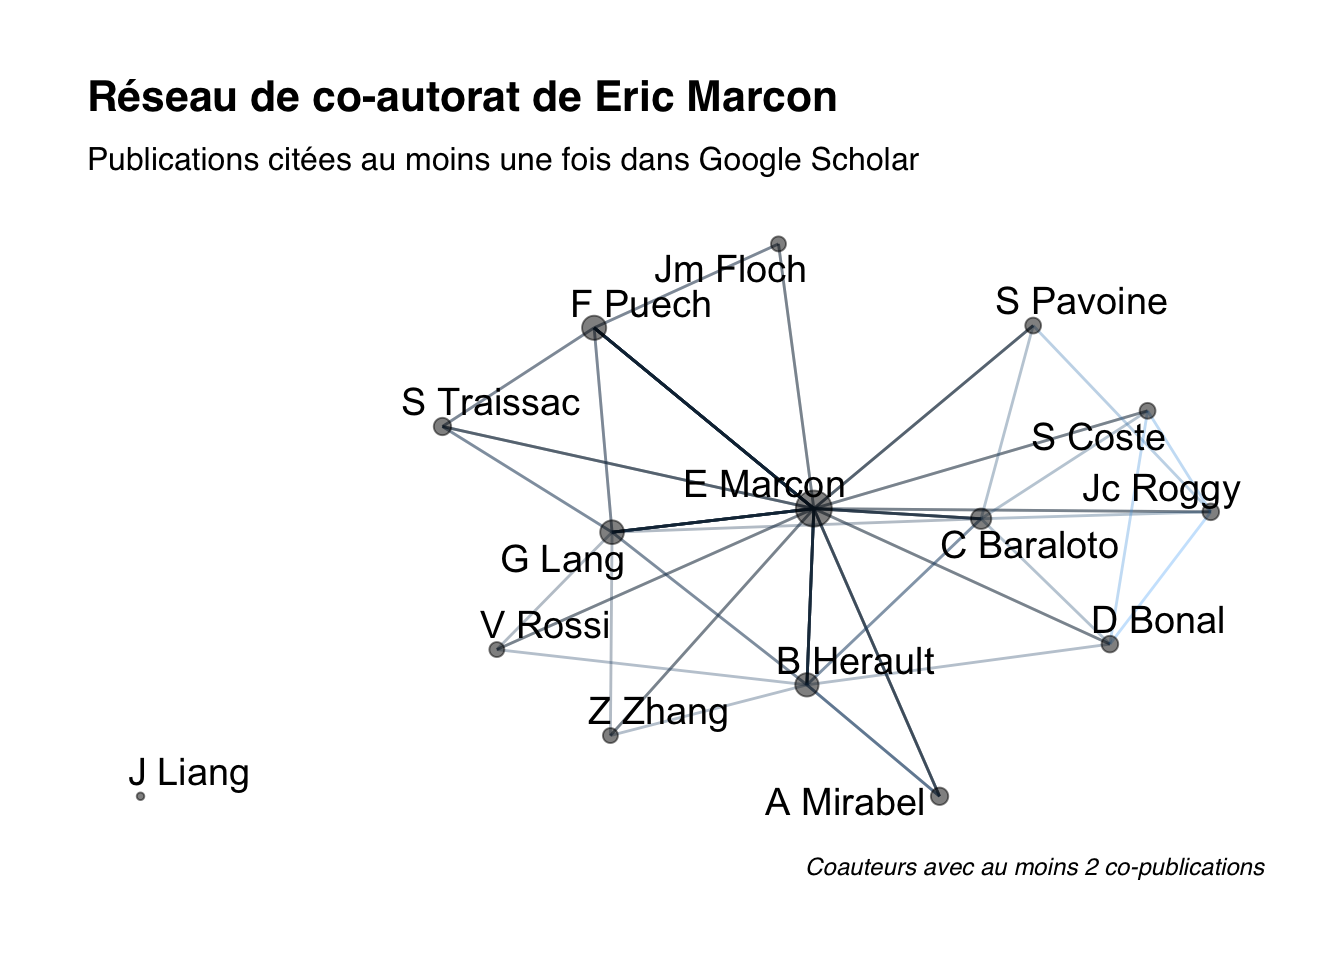 Réseau de co-autorat de Eric Marcon
Publications citées au moins une fois dans Google Scholar
Jm Floch
F Puech
S Pavoine
S Traissac
S Coste
E Marcon
Jc Roggy
C Baraloto
G Lang
V Rossi
D Bonal
B Herault
Z Zhang
J Liang
A Mirabel
Coauteurs avec au moins 2 co-publications